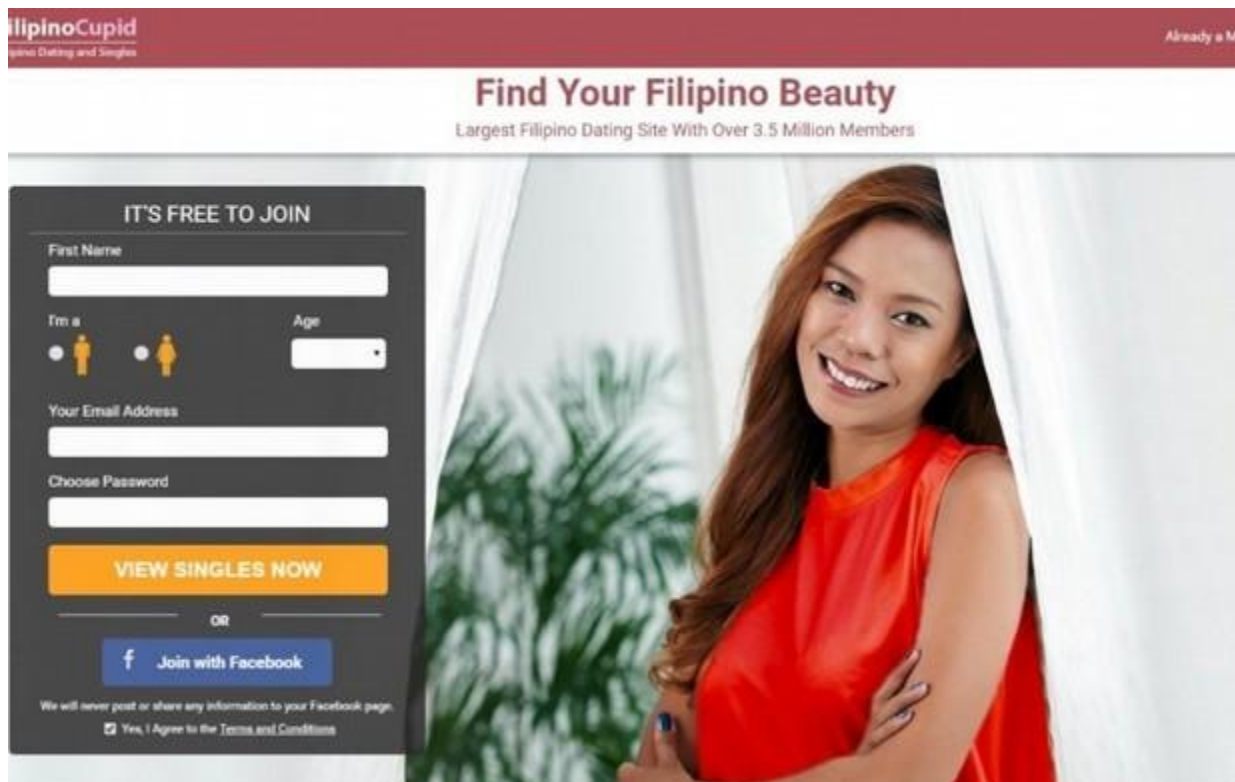 ilipinoCupid
ipino Dating and Singles
Already a M
Find Your Filipino Beauty
Largest Filipino Dating Site With Over 3.5 Million Members
IT'S FREE TO JOIN
First Name
I'm a
Age
Your Email Address
Choose Password
VIEW SINGLES NOW
OR
f Join with Facebook
We will never post or share any information to your Facebook page.
Yes, I Agree to the Terms and Conditions